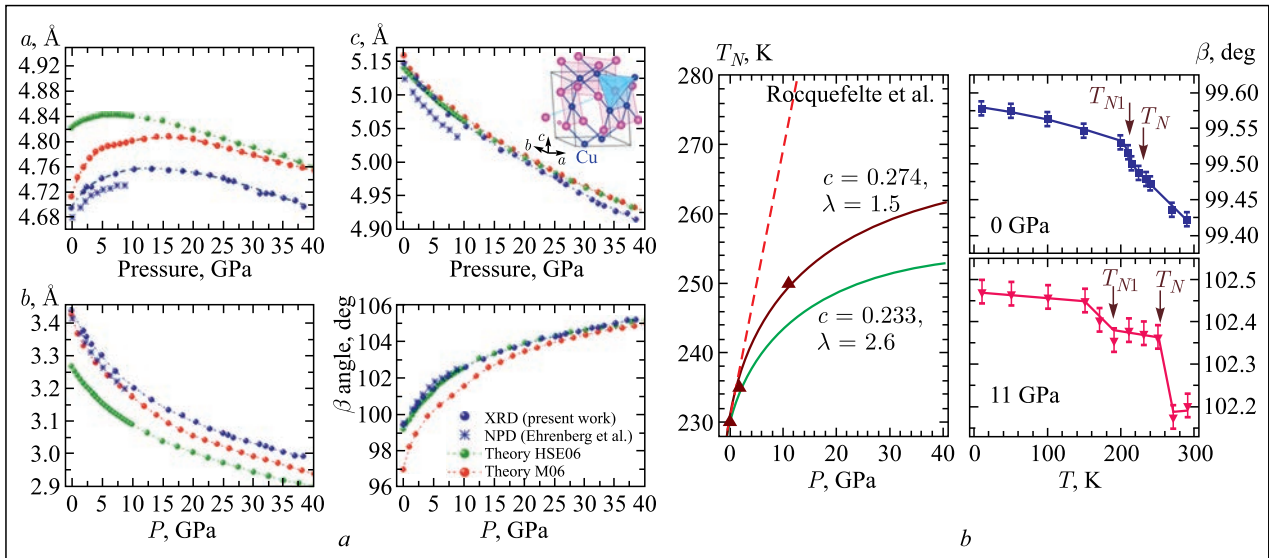 a, Å
4.92
4.88
4.84
4.80
4.76
4.72
4.68
0 5 10 15 20 25 30 35 40
Pressure, GPa
c, Å
5.15
5.10
5.05
5.00
4.95
4.90
c
b
a
Cu
0 5 10 15 20 25 30 35 40
Pressure, GPa
b, Å
3.4
3.3
3.2
3.1
3.0
2.9
0 5 10 15 20 25 30 35 40
P, GPa
β angle, deg
106
104
102
100
98
96
XRD (present work)
NPD (Ehrenberg et al.)
Theory HSE06
Theory M06
0 5 10 15 20 25 30 35 40
P, GPa
a
T_N, K
280
270
260
250
240
230
Rocquefelte et al.
c = 0.274,
λ = 1.5
c = 0.233,
λ = 2.6
0 10 20 30 40
P, GPa
β, deg
99.60
99.50
99.40
T_N1
T_N
0 GPa
102.5
102.4
102.3
102.2
T_N1
T_N
11 GPa
0 100 200 300
T, K
b